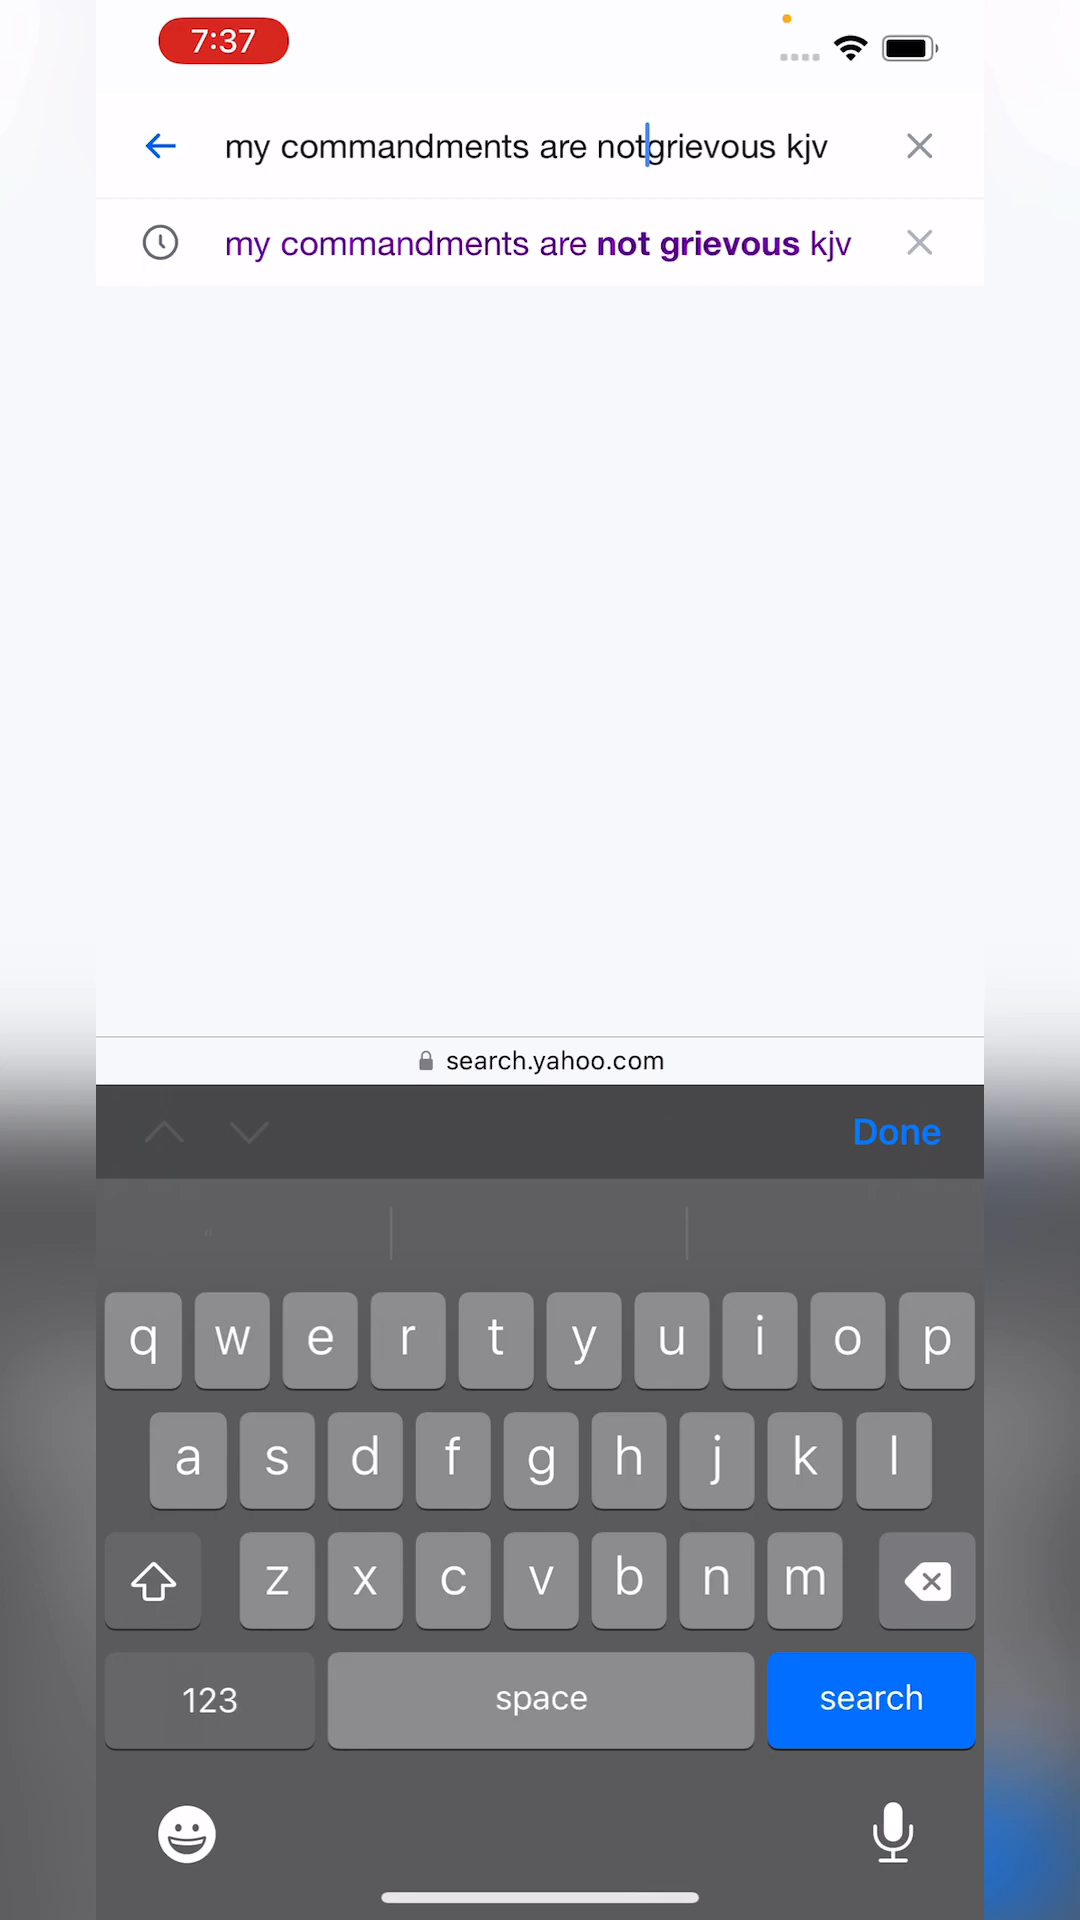 7:37
my commandments are notgrievous kjv
my commandments are not grievous kjv
search.yahoo.com
Done
q w e r t y u i o p
a s d f g h j k l
z x c v b n m
123 space search